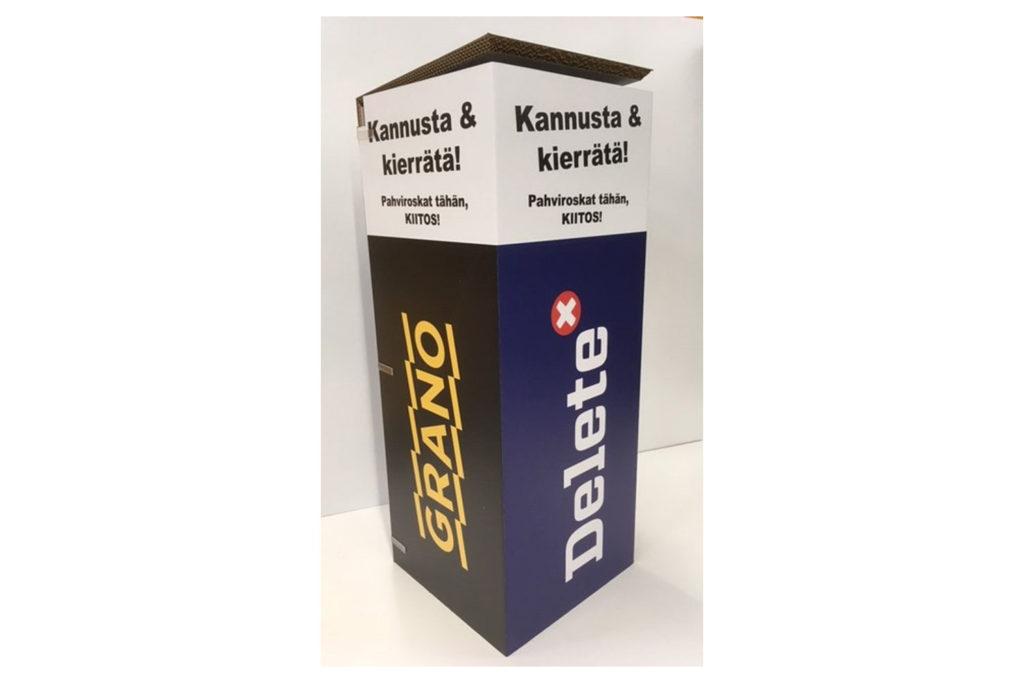 Kannusta &
kierrätä!
Pahviroskat tähän,
KIITOS!
GRANO
Kannusta &
kierrätä!
Pahviroskat tähän,
KIITOS!
Delete